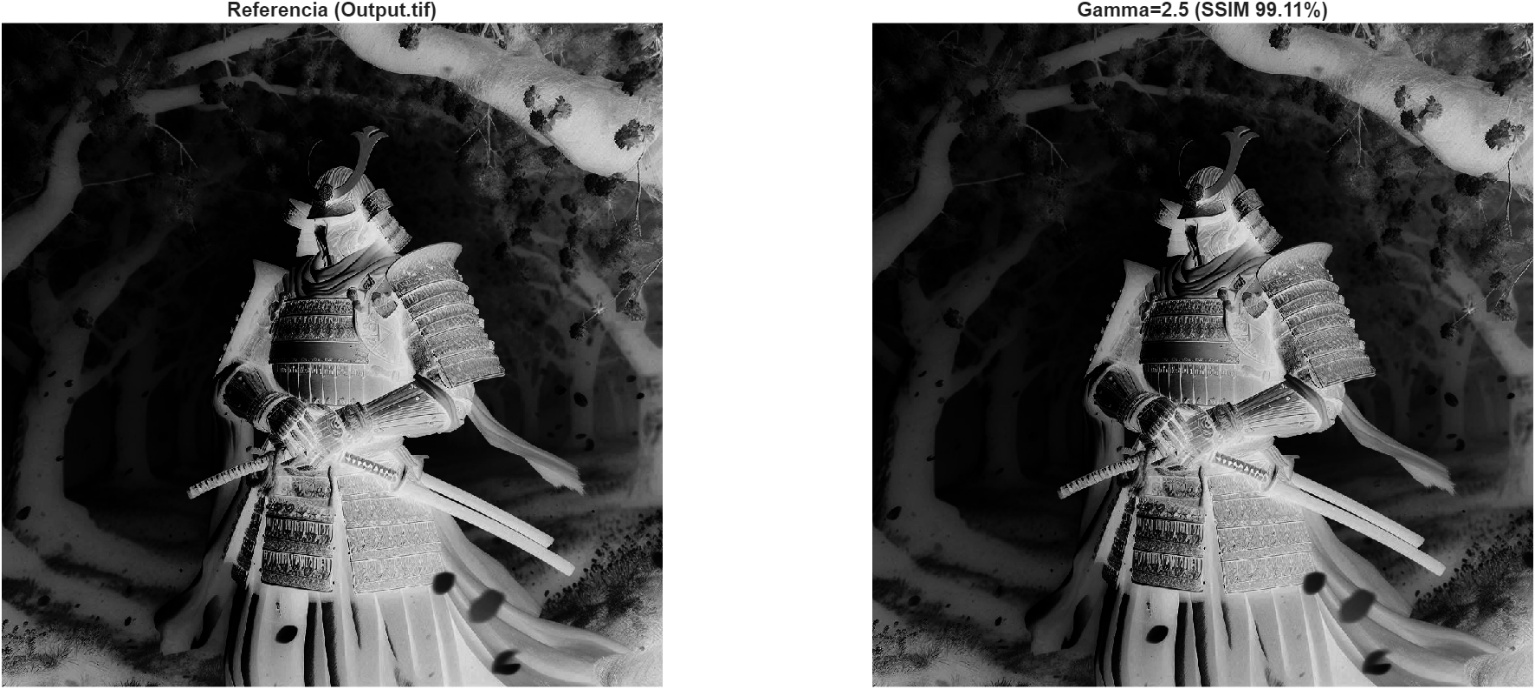 Referencia (Output.tif)
Gamma=2.5 (SSIM 99.11%)